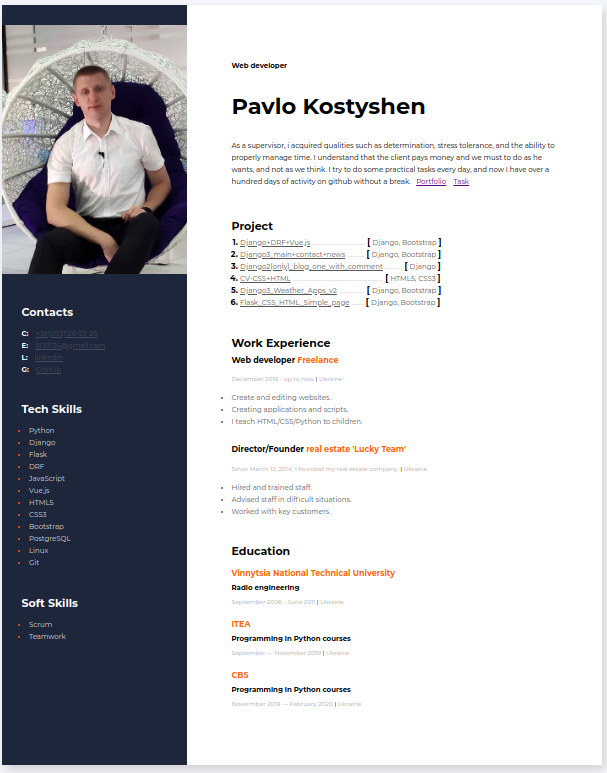 Web developer
Pavlo Kostyshen
As a supervisor, i acquired qualities such as determination, stress tolerance, and the ability to
properly manage time. I understand that the client pays money and we must to do as he
wants, and not as we think. I try to do some practical tasks every day, and now I have over a
hundred days of activity on github without a break. Portfolio Task
Project
1. Django+DRF+Vue.js [ Django, Bootstrap ]
2. Django3_main+contact+news [ Django, Bootstrap ]
3. Django2(only)_blog_one_with_comment [ Django ]
4. CV-CSS+HTML [ HTML5, CSS3 ]
5. Django3_Weather_Apps_v2 [ Django, Bootstrap ]
6. Flask_CSS_HTML_Simple_page [ Django, Bootstrap ]
Work Experience
Web developer Freelance
December 2019 - up to now | Ukraine
• Create and editing websites.
• Creating applications and scripts.
• I teach HTML/CSS/Python to children.
Director/Founder real estate 'Lucky Team'
Since March 12, 2014, I founded my real estate company. | Ukraine
• Hired and trained staff.
• Advised staff in difficult situations.
• Worked with key customers.
Education
Vinnytsia National Technical University
Radio engineering
September 2006 - June 2011 | Ukraine
ITEA
Programming in Python courses
September — November 2019 | Ukraine
CBS
Programming in Python courses
Novermber 2019 — February 2020 | Ukraine
Contacts
C:
E: @gmail.com
L: linkedin
G: GitHub
Tech Skills
• Python
• Django
• Flask
• DRF
• JavaScript
• Vue.js
• HTML5
• CSS3
• Bootstrap
• PostgreSQL
• Linux
• Git
Soft Skills
• Scrum
• Teamwork